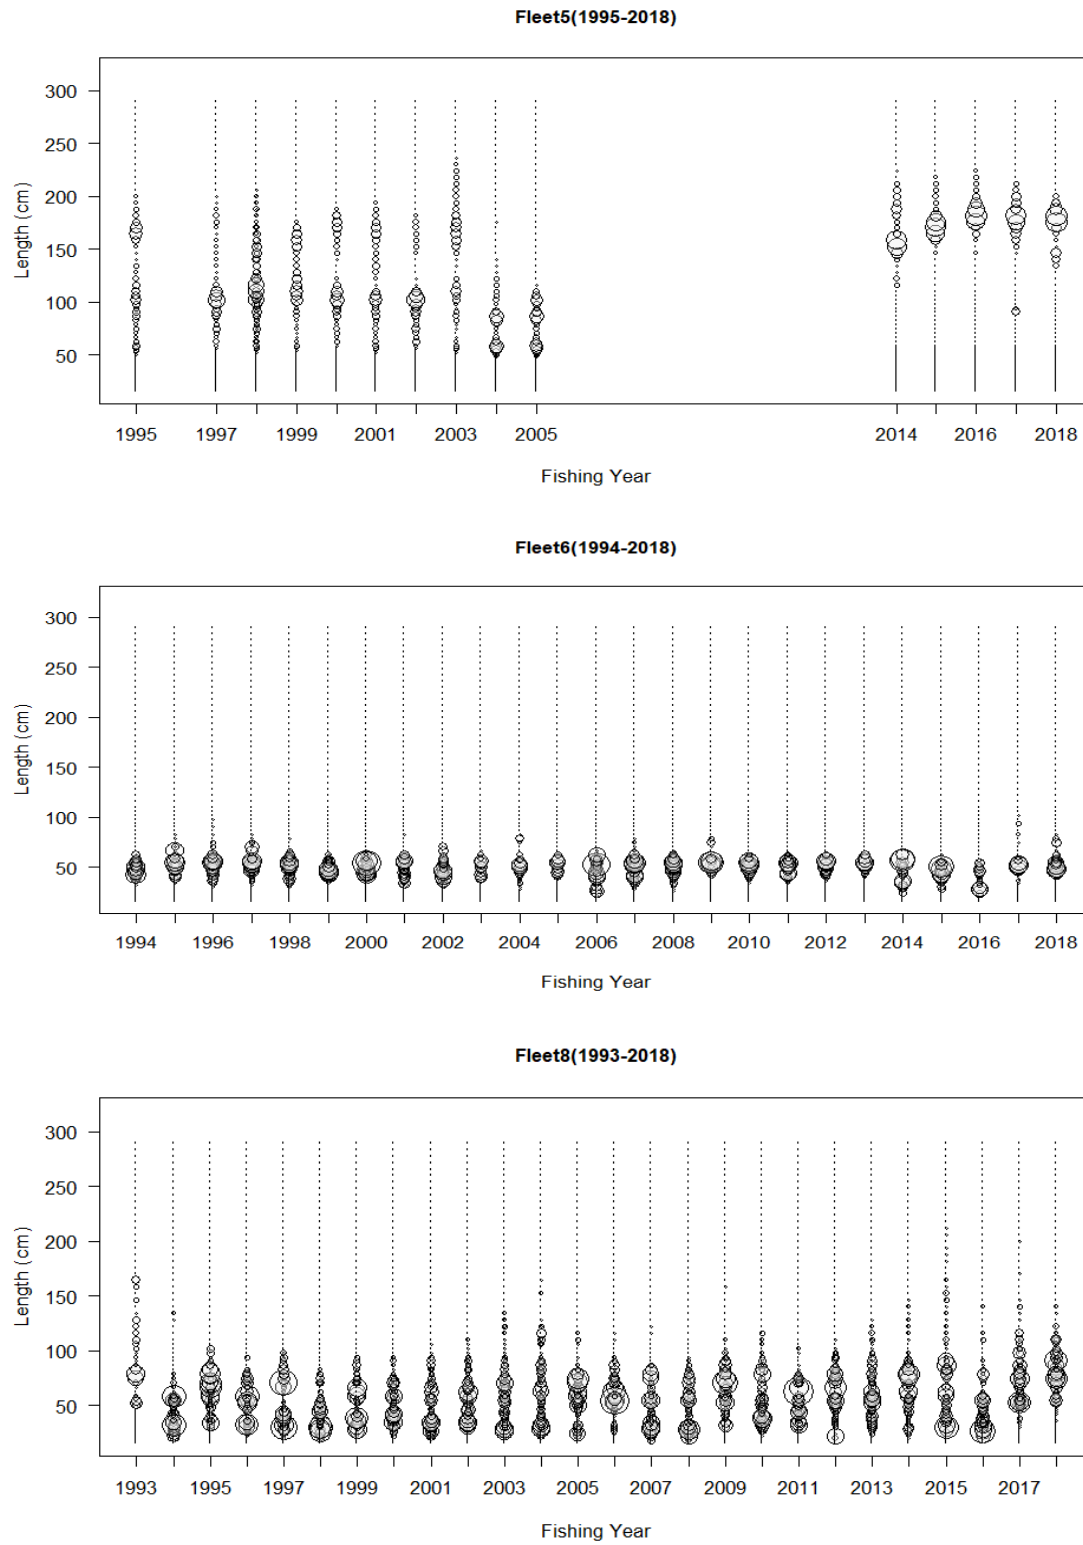 Fleet5(1995-2018)
300
250
200
150
100
50
Length (cm)
1995 1997 1999 2001 2003 2005 2014 2016 2018
Fishing Year
Fleet6(1994-2018)
300
250
200
150
100
50
Length (cm)
1994 1996 1998 2000 2002 2004 2006 2008 2010 2012 2014 2016 2018
Fishing Year
Fleet8(1993-2018)
300
250
200
150
100
50
Length (cm)
1993 1995 1997 1999 2001 2003 2005 2007 2009 2011 2013 2015 2017
Fishing Year